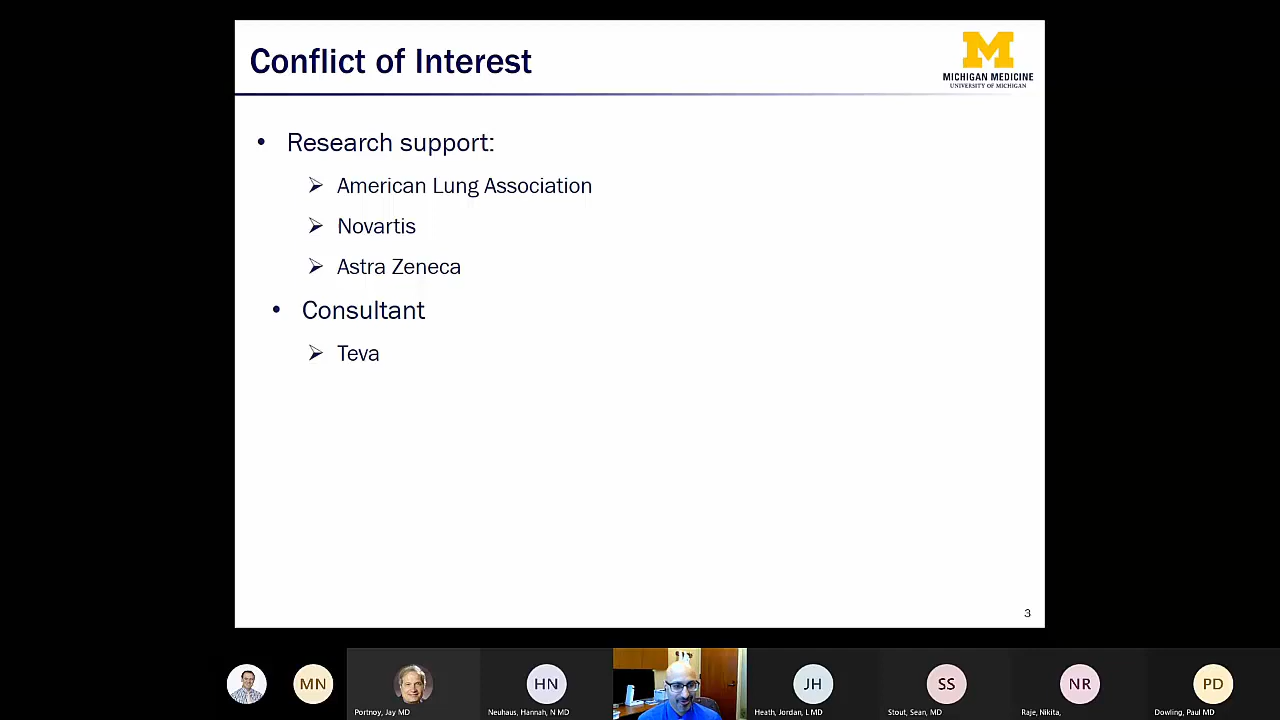 Conflict of Interest
MICHIGAN MEDICINE
UNIVERSITY OF MICHIGAN
• Research support:
➢ American Lung Association
➢ Novartis
➢ Astra Zeneca
• Consultant
➢ Teva
3
MN
HN
JH
SS
NR
PD
Portnoy, Jay MD
Neuhaus, Hannah, N MD
Heath, Jordan, L MD
Stout, Sean, MD
Raje, Nikita,
Dowling, Paul MD